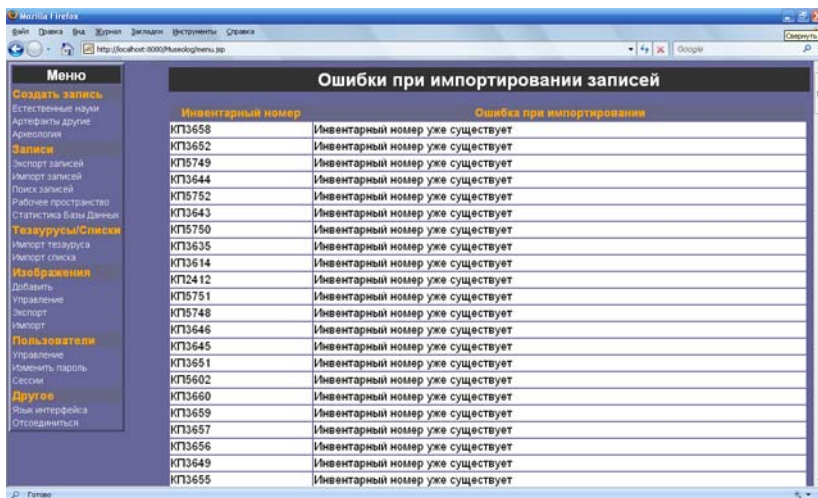 Mozilla Firefox
Файл Правка Вид Журнал Закладки Инструменты Справка
Свернуть
http://localhost:8080/Museolog/menu.jsp
Google
Меню
Создать запись
Естественные науки
Артефакты другие
Археология
Записи
Экспорт записей
Импорт записей
Поиск записей
Рабочее пространство
Статистика Базы Данных
Тезаурусы/Списки
Импорт тезауруса
Импорт списка
Изображения
Добавить
Управление
Экспорт
Импорт
Пользователи
Управление
Изменить пароль
Сессии
Другое
Язык интерфейса
Отсоединиться
Ошибки при импортировании записей
Инвентарный номер Ошибка при импортировании
КП3658 Инвентарный номер уже существует
КП3652 Инвентарный номер уже существует
КП5749 Инвентарный номер уже существует
КП3644 Инвентарный номер уже существует
КП5752 Инвентарный номер уже существует
КП3643 Инвентарный номер уже существует
КП5750 Инвентарный номер уже существует
КП3635 Инвентарный номер уже существует
КП3614 Инвентарный номер уже существует
КП2412 Инвентарный номер уже существует
КП5751 Инвентарный номер уже существует
КП5748 Инвентарный номер уже существует
КП3646 Инвентарный номер уже существует
КП3645 Инвентарный номер уже существует
КП3651 Инвентарный номер уже существует
КП5602 Инвентарный номер уже существует
КП3660 Инвентарный номер уже существует
КП3659 Инвентарный номер уже существует
КП3657 Инвентарный номер уже существует
КП3656 Инвентарный номер уже существует
КП3649 Инвентарный номер уже существует
КП3655 Инвентарный номер уже существует
Готово